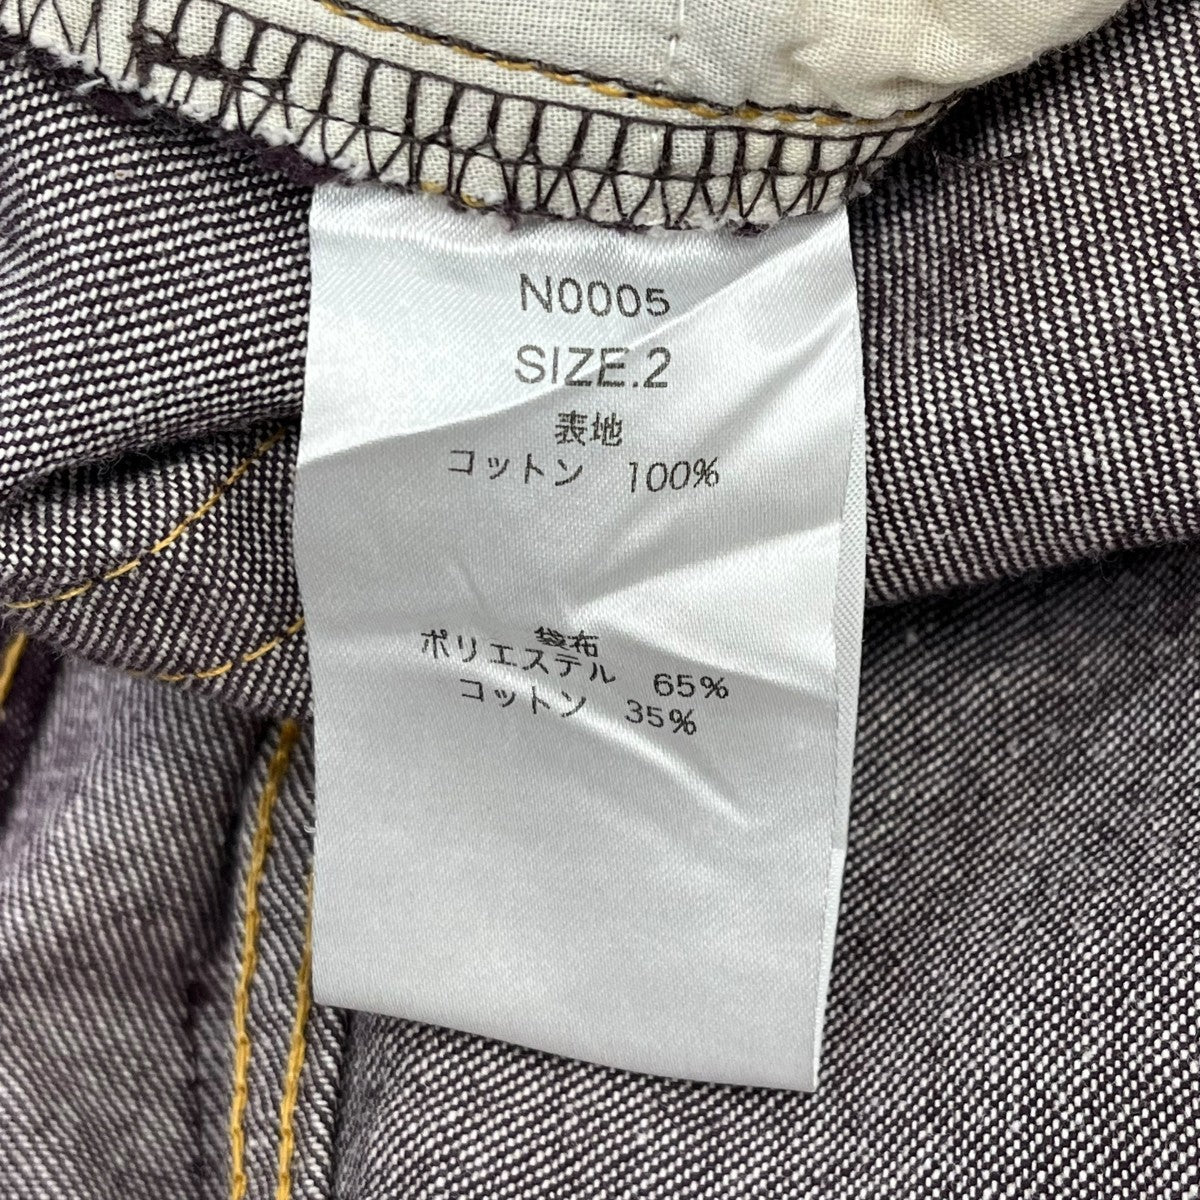 N0005
SIZE.2
表地
コットン 100%
袋布
ポリエステル 65%
コットン 35%